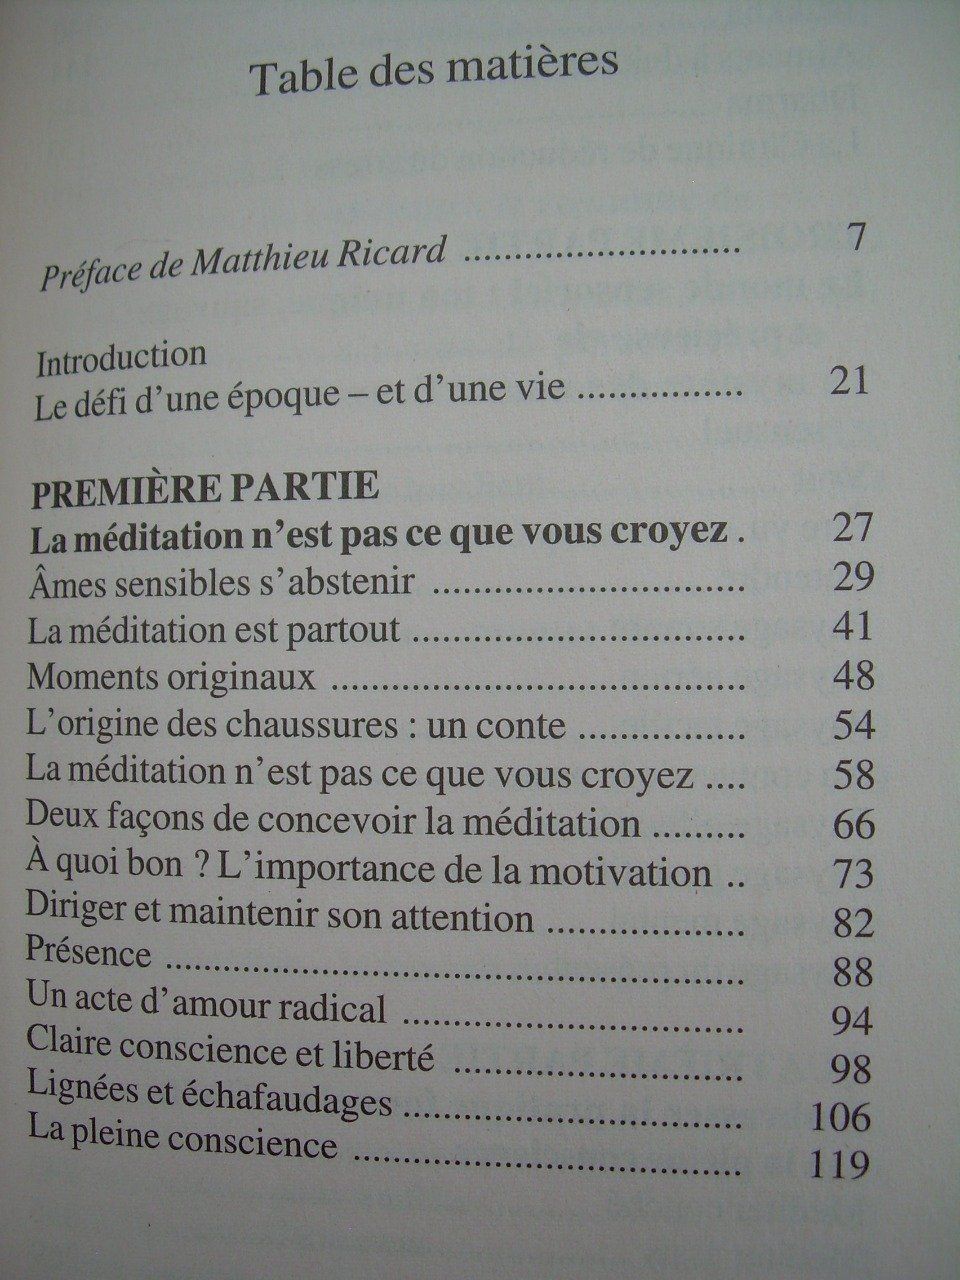 Table des matières
Préface de Matthieu Ricard ........................... 7
Introduction
Le défi d'une époque – et d'une vie ................ 21
PREMIÈRE PARTIE
La méditation n'est pas ce que vous croyez . 27
Âmes sensibles s'abstenir .............................. 29
La méditation est partout ................................ 41
Moments originaux ........................................ 48
L'origine des chaussures : un conte ................ 54
La méditation n'est pas ce que vous croyez .... 58
Deux façons de concevoir la méditation ......... 66
À quoi bon ? L'importance de la motivation .. 73
Diriger et maintenir son attention ................... 82
Présence ........................................................ 88
Un acte d'amour radical ................................. 94
Claire conscience et liberté ............................ 98
Lignées et échafaudages ................................. 106
La pleine conscience ...................................... 119